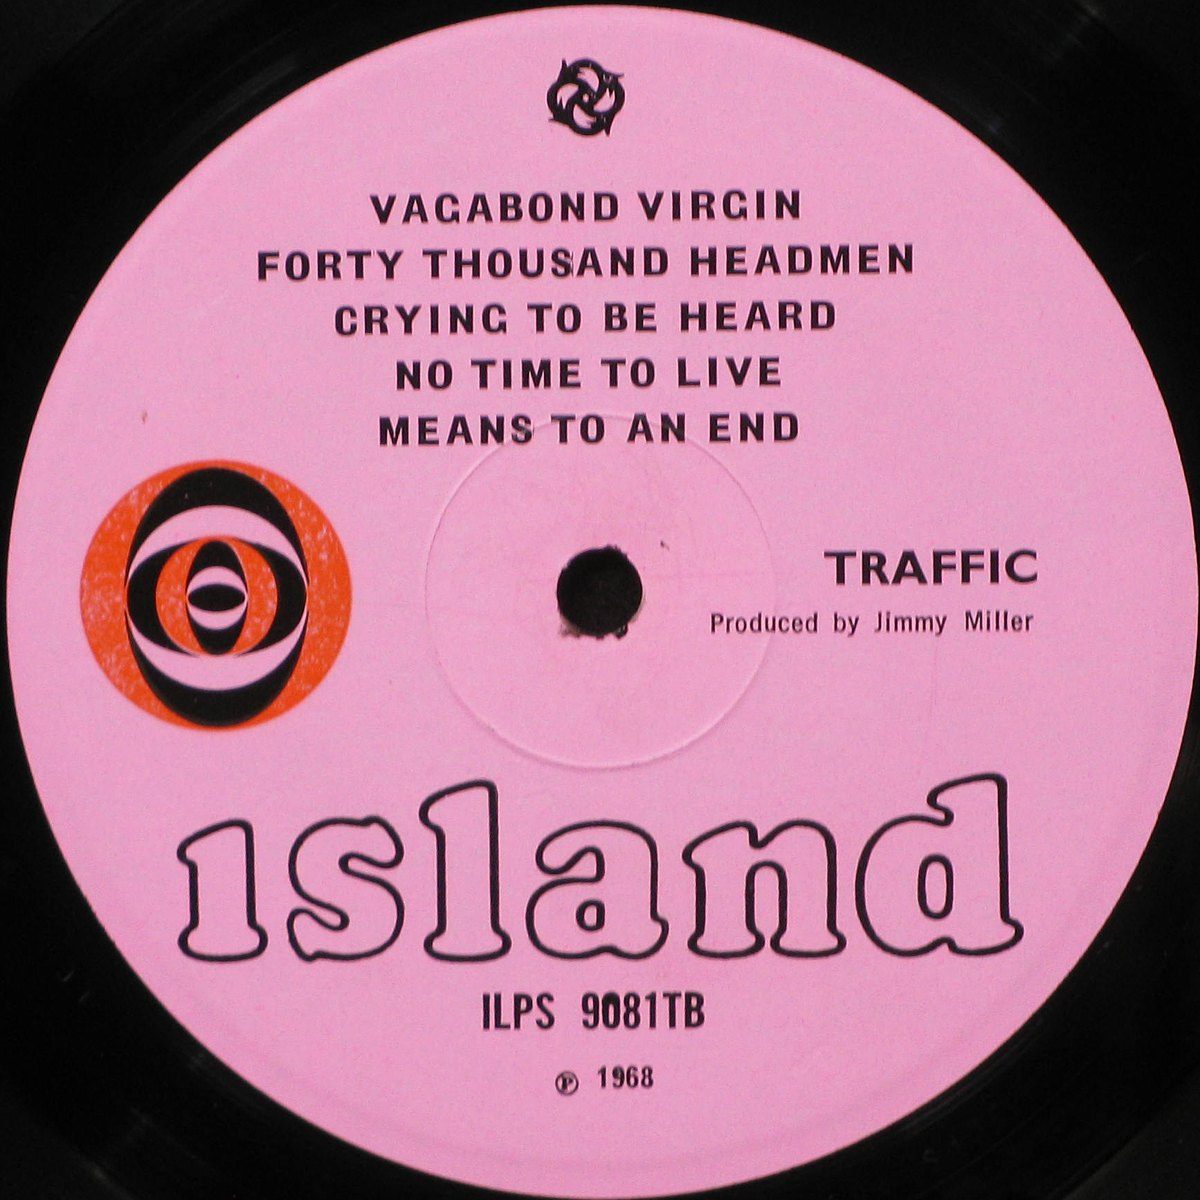 VAGABOND VIRGIN
FORTY THOUSAND HEADMEN
CRYING TO BE HEARD
NO TIME TO LIVE
MEANS TO AN END
TRAFFIC
Produced by Jimmy Miller
ısland
ILPS 9081TB
℗ 1968